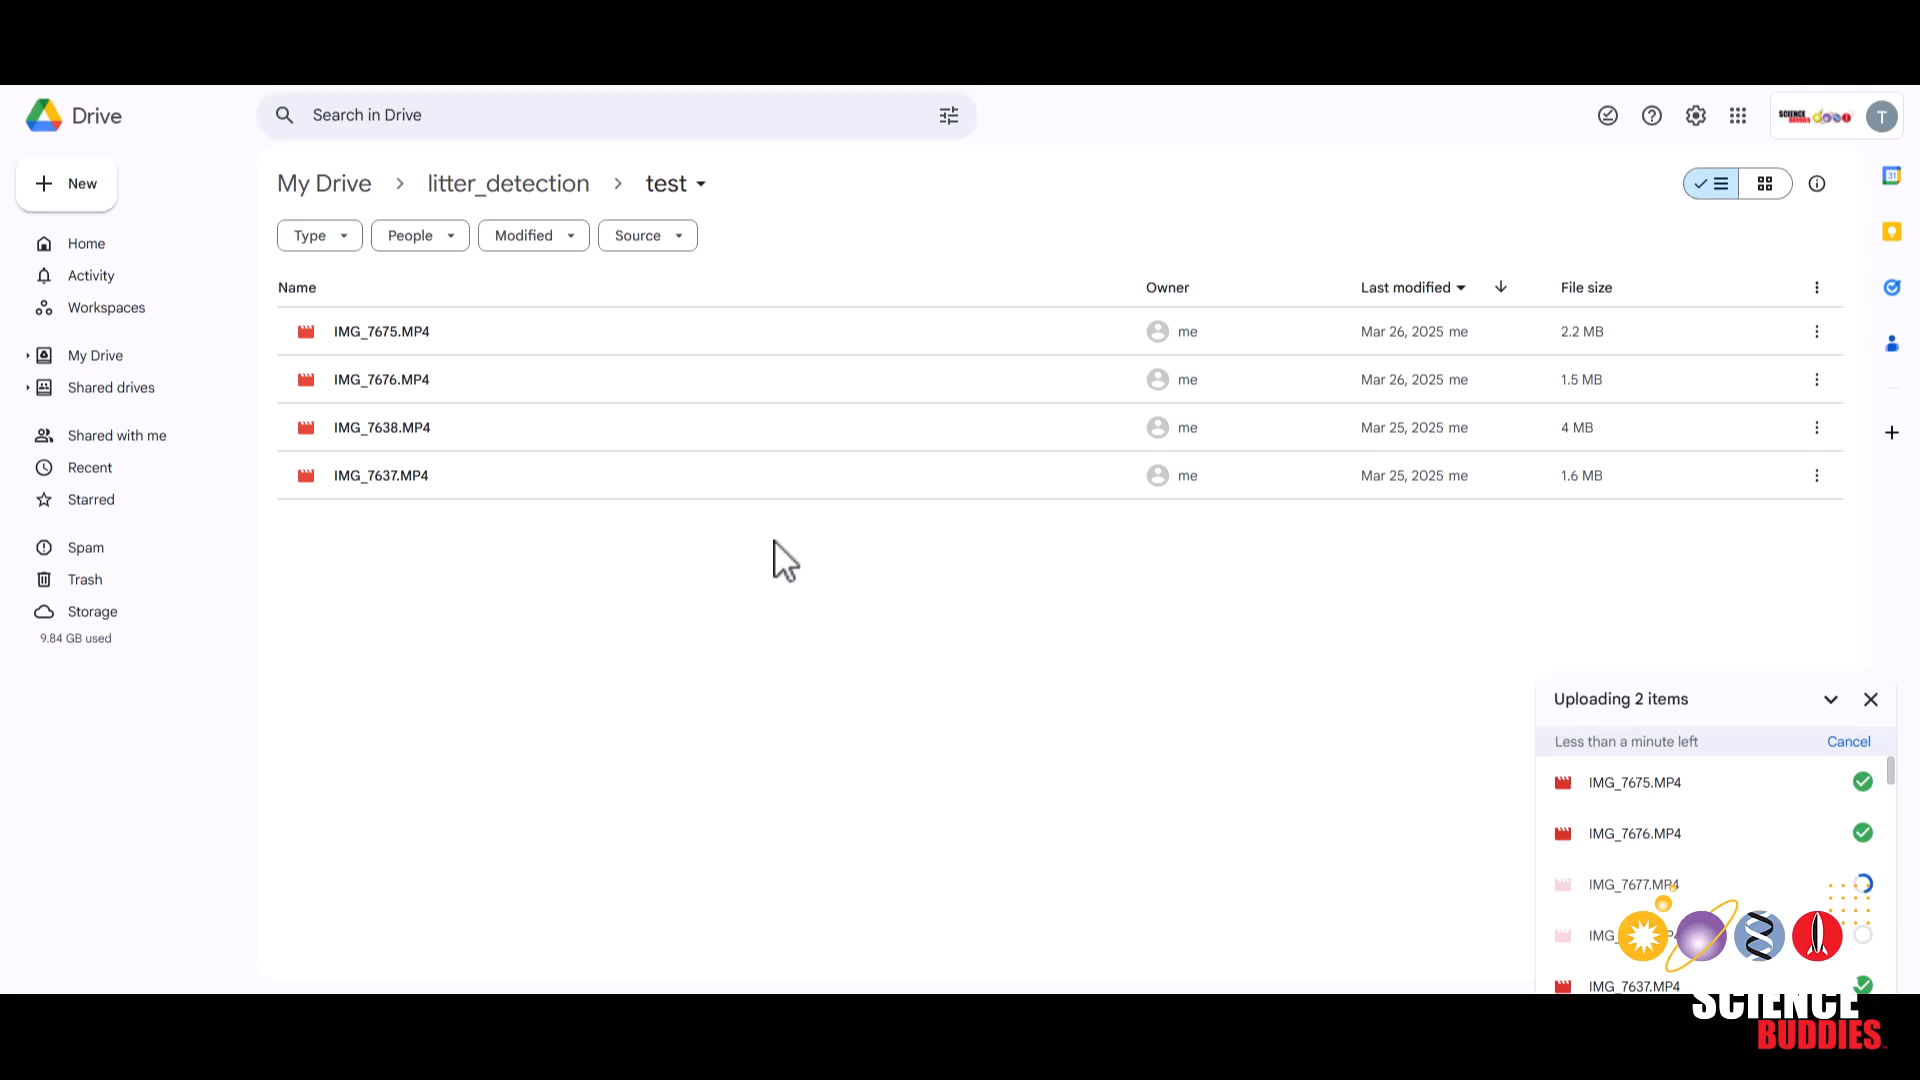 Drive
Search in Drive
SCIENCE BUDDIES
T
New
My Drive > litter_detection > test
Type
People
Modified
Source
31
Home
Activity
Workspaces
My Drive
Shared drives
Shared with me
Recent
Starred
Spam
Trash
Storage
9.84 GB used
Name Owner Last modified File size
IMG_7675.MP4 me Mar 26, 2025 me 2.2 MB
IMG_7676.MP4 me Mar 26, 2025 me 1.5 MB
IMG_7638.MP4 me Mar 25, 2025 me 4 MB
IMG_7637.MP4 me Mar 25, 2025 me 1.6 MB
Uploading 2 items
Less than a minute left Cancel
IMG_7675.MP4
IMG_7676.MP4
IMG_7677.MP4
IMG_7637.MP4
SCIENCE
BUDDIES